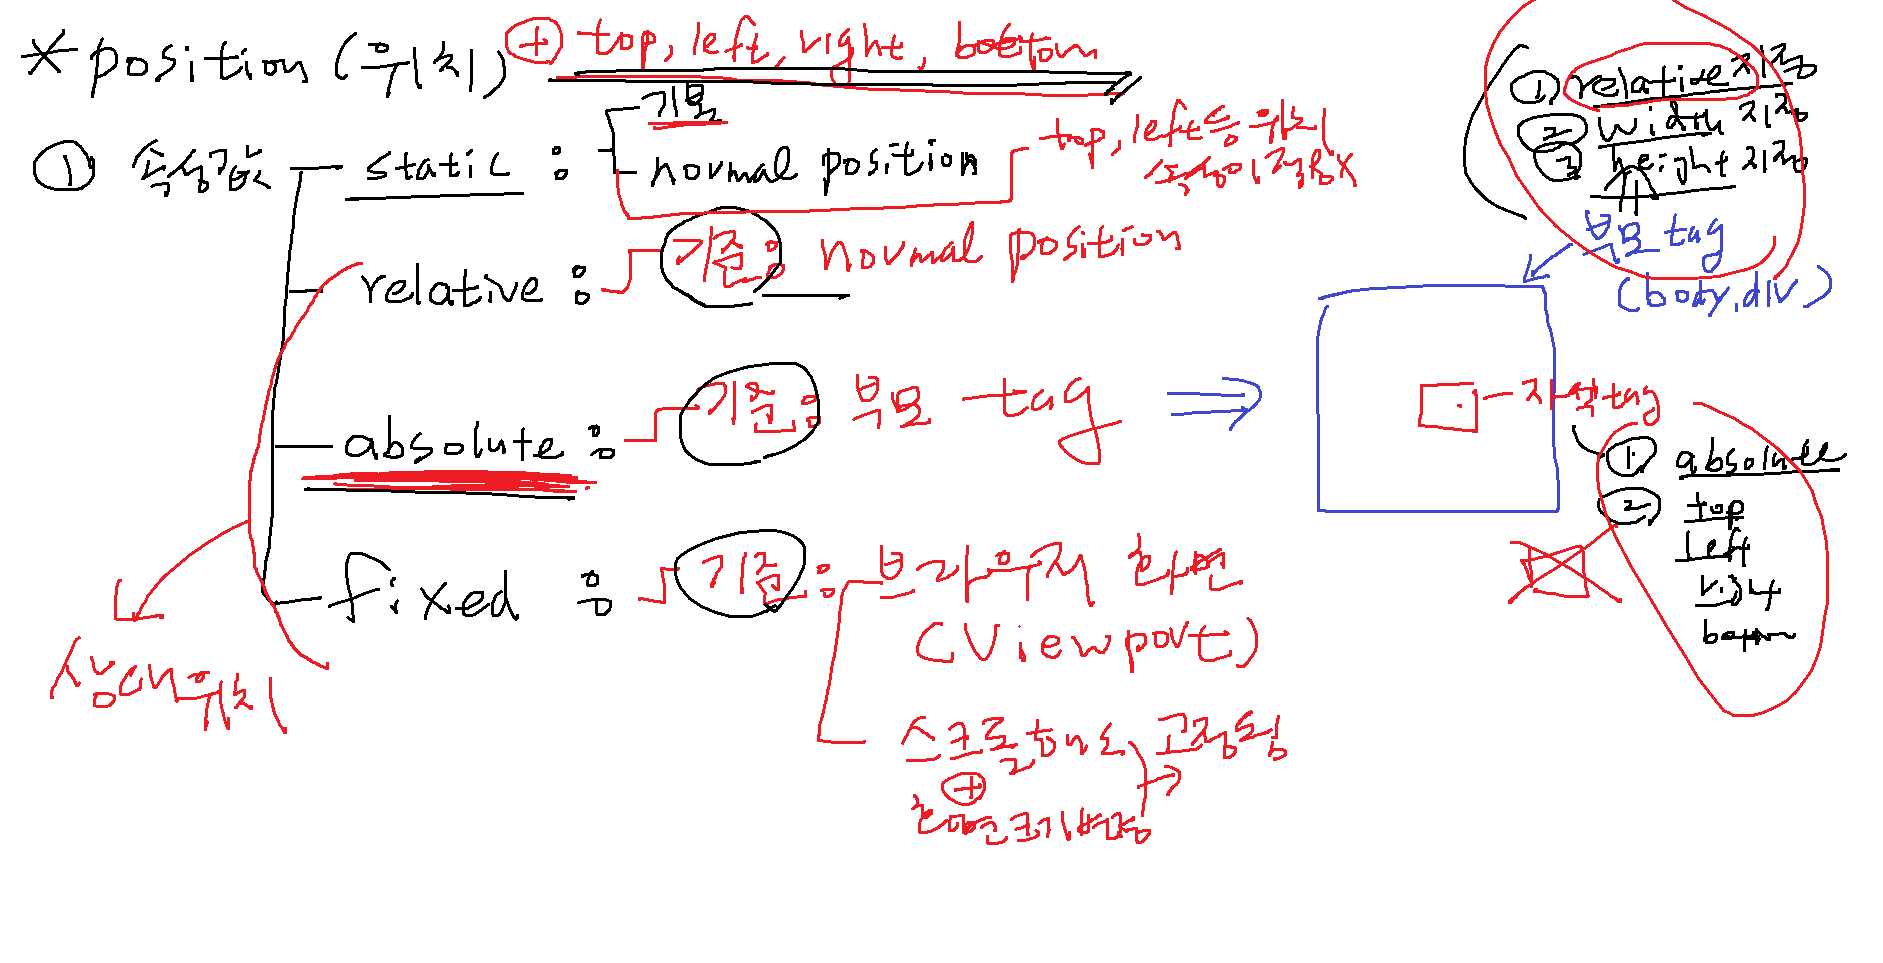 * position (위치) + top, left, right, bottom
① 속성값 static : 기본
normal position
top, left 등 위치
속성이 적용X
relative : 기준 : normal position
absolute : 기준 : 부모 tag
fixed : 기준 : 브라우저 화면
(Viewport)
스크롤해도 고정됨
+
화면크기변경
상대위치
① relative 지정
② width 지정
③ height 지정
부모 tag
(body, div)
자식 tag
① absolute
② top
left
right
bottom